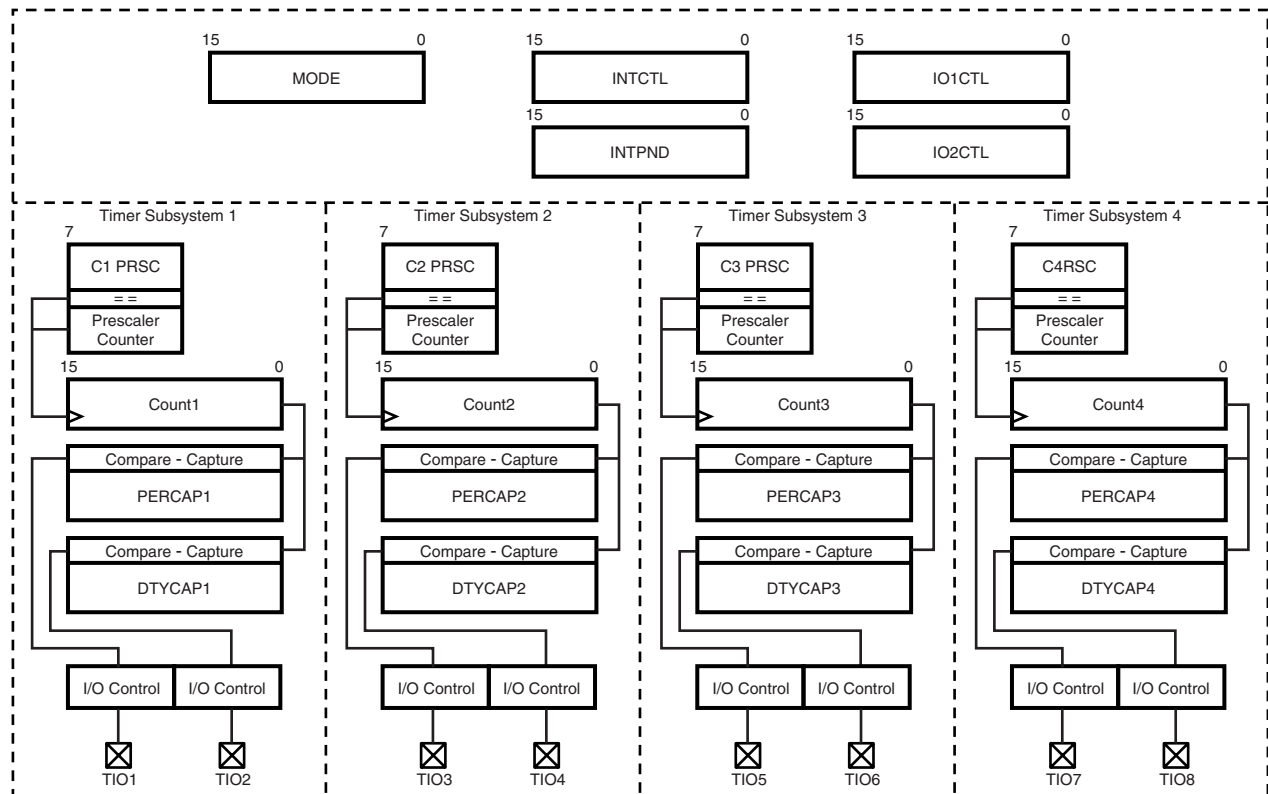 15 0 15 0 15 0
MODE INTCTL IO1CTL
15 0 15 0
INTPND IO2CTL
Timer Subsystem 1 Timer Subsystem 2 Timer Subsystem 3 Timer Subsystem 4
7 7 7 7
C1 PRSC C2 PRSC C3 PRSC C4RSC
= = = = = = = =
Prescaler Prescaler Prescaler Prescaler
Counter Counter Counter Counter
15 0 15 0 15 0 15 0
Count1 Count2 Count3 Count4
Compare - Capture Compare - Capture Compare - Capture Compare - Capture
PERCAP1 PERCAP2 PERCAP3 PERCAP4
Compare - Capture Compare - Capture Compare - Capture Compare - Capture
DTYCAP1 DTYCAP2 DTYCAP3 DTYCAP4
I/O Control I/O Control I/O Control I/O Control I/O Control I/O Control I/O Control I/O Control
TIO1 TIO2 TIO3 TIO4 TIO5 TIO6 TIO7 TIO8